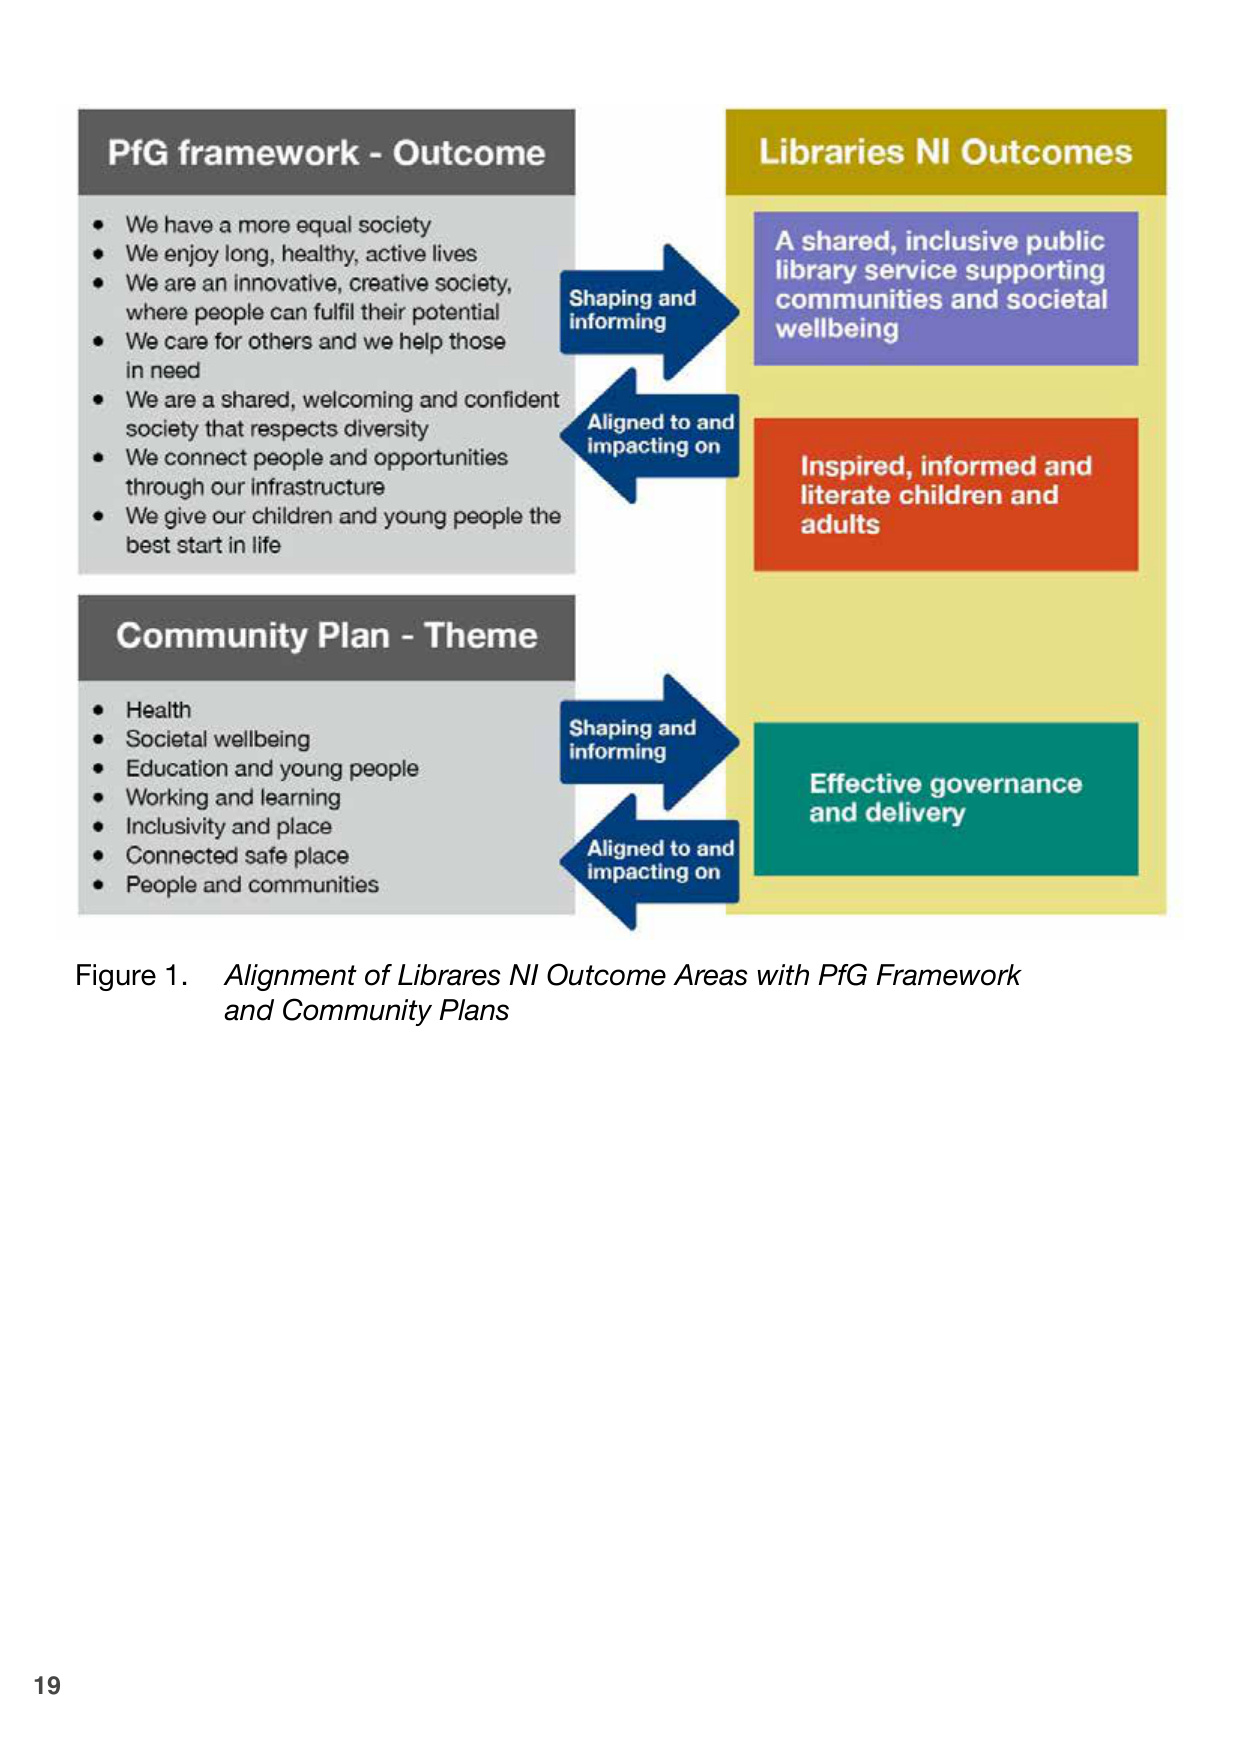 PfG framework - Outcome
• We have a more equal society
• We enjoy long, healthy, active lives
• We are an innovative, creative society,
where people can fulfil their potential
• We care for others and we help those
in need
• We are a shared, welcoming and confident
society that respects diversity
• We connect people and opportunities
through our infrastructure
• We give our children and young people the
best start in life
Shaping and
informing
Aligned to and
impacting on
Libraries NI Outcomes
A shared, inclusive public
library service supporting
communities and societal
wellbeing
Inspired, informed and
literate children and
adults
Effective governance
and delivery
Community Plan - Theme
• Health
• Societal wellbeing
• Education and young people
• Working and learning
• Inclusivity and place
• Connected safe place
• People and communities
Shaping and
informing
Aligned to and
impacting on
Figure 1. Alignment of Librares NI Outcome Areas with PfG Framework
and Community Plans
19